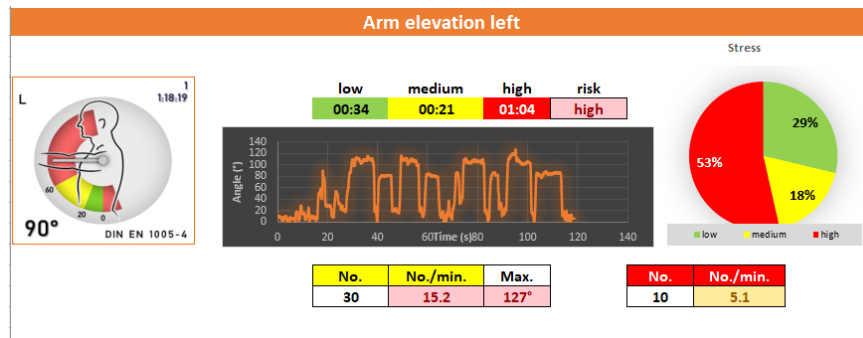 Arm elevation left
Stress
L
1
1:18:19
60
20
0
90°
DIN EN 1005-4
low medium high risk
00:34 00:21 01:04 high
Angle (°)
140
120
100
80
60
40
20
0
0 20 40 60 80 100 120 140
Time (s)
29%
18%
53%
low medium high
No. No./min. Max.
30 15.2 127°
No. No./min.
10 5.1